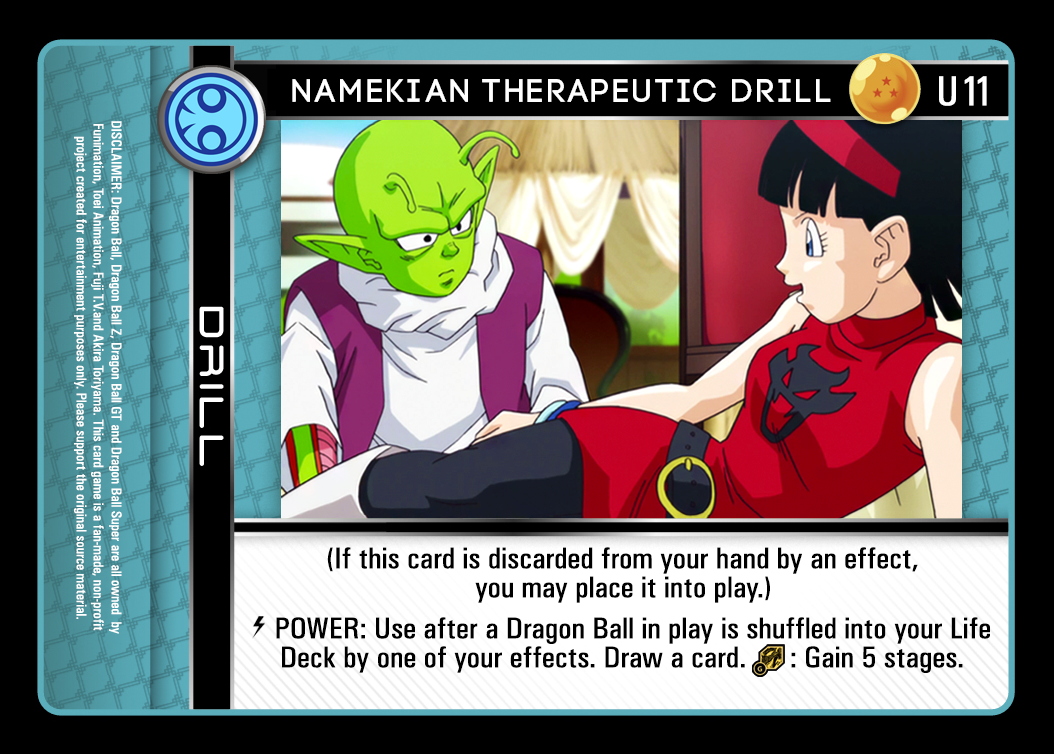 NAMEKIAN THERAPEUTIC DRILL U11
DRILL
DISCLAIMER: Dragon Ball, Dragon Ball Z, Dragon Ball GT and Dragon Ball Super are all owned by
Funimation, Toei Animation, Fuji T.V.and Akira Toriyama. This card game is a fan-made, non-profit
project created for entertainment purposes only. Please support the original source material.
(If this card is discarded from your hand by an effect,
you may place it into play.)
POWER: Use after a Dragon Ball in play is shuffled into your Life
Deck by one of your effects. Draw a card. G : Gain 5 stages.